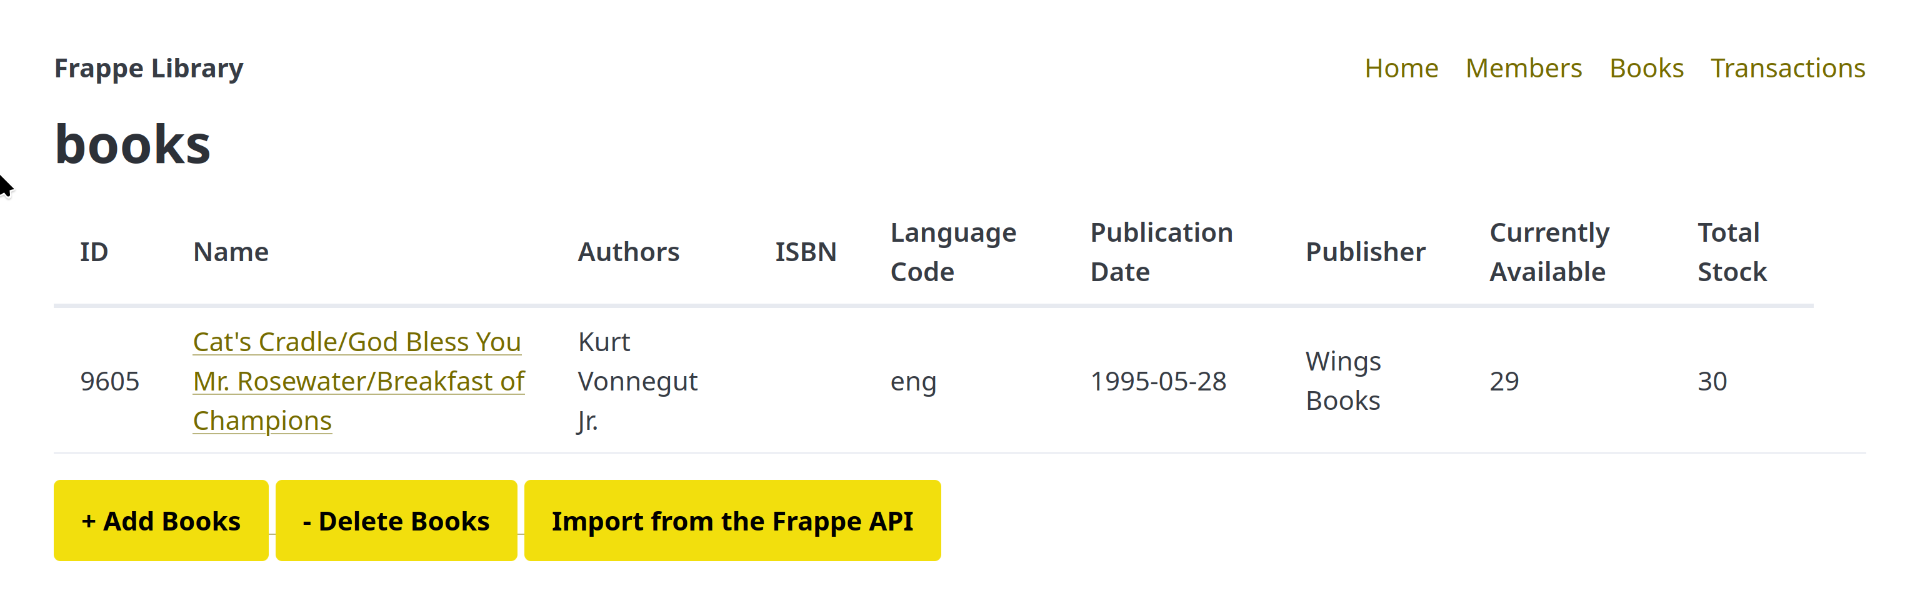 Frappe Library
Home Members Books Transactions
books
ID Name Authors ISBN Language Code Publication Date Publisher Currently Available Total Stock
9605 Cat's Cradle/God Bless You Mr. Rosewater/Breakfast of Champions Kurt Vonnegut Jr. eng 1995-05-28 Wings Books 29 30
+ Add Books - Delete Books Import from the Frappe API